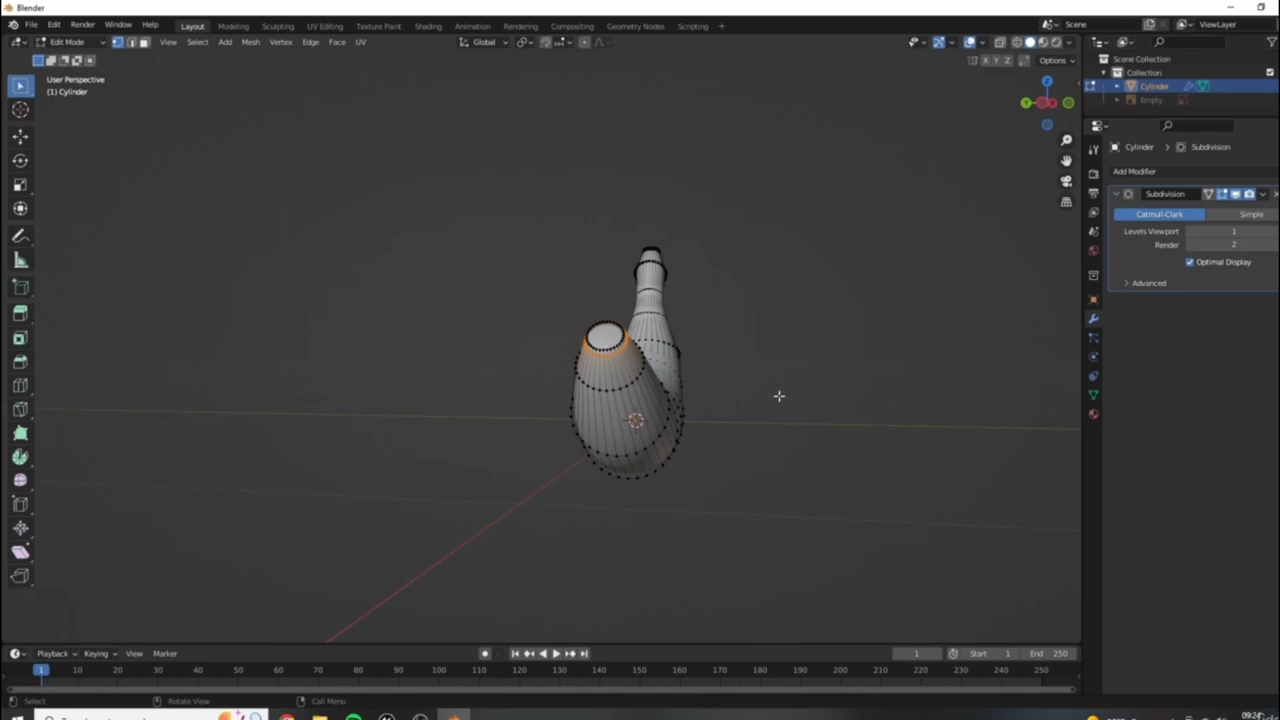 Blender
File Edit Render Window Help Layout Modeling Sculpting UV Editing Texture Paint Shading Animation Rendering Compositing Geometry Nodes Scripting + Scene ViewLayer
Edit Mode View Select Add Mesh Vertex Edge Face UV Global
X Y Z Options
User Perspective
(1) Cylinder
Z
Y
X
Scene Collection
Collection
Cylinder
Empty
Cylinder > Subdivision
Add Modifier
Subdivision
Catmull-Clark Simple
Levels Viewport 1
Render 2
Optimal Display
Advanced
Playback Keying View Marker 1 Start 1 End 250
1 10 20 30 40 50 60 70 80 90 100 110 120 130 140 150 160 170 180 190 200 210 220 230 240 250
Select Rotate View Call Menu
09:24